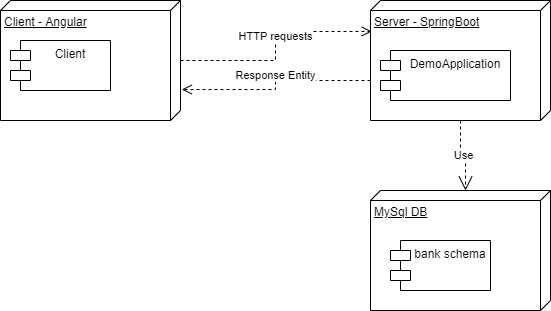 Client - Angular
Client
HTTP requests
Response Entity
Server - SpringBoot
DemoApplication
Use
MySql DB
bank schema